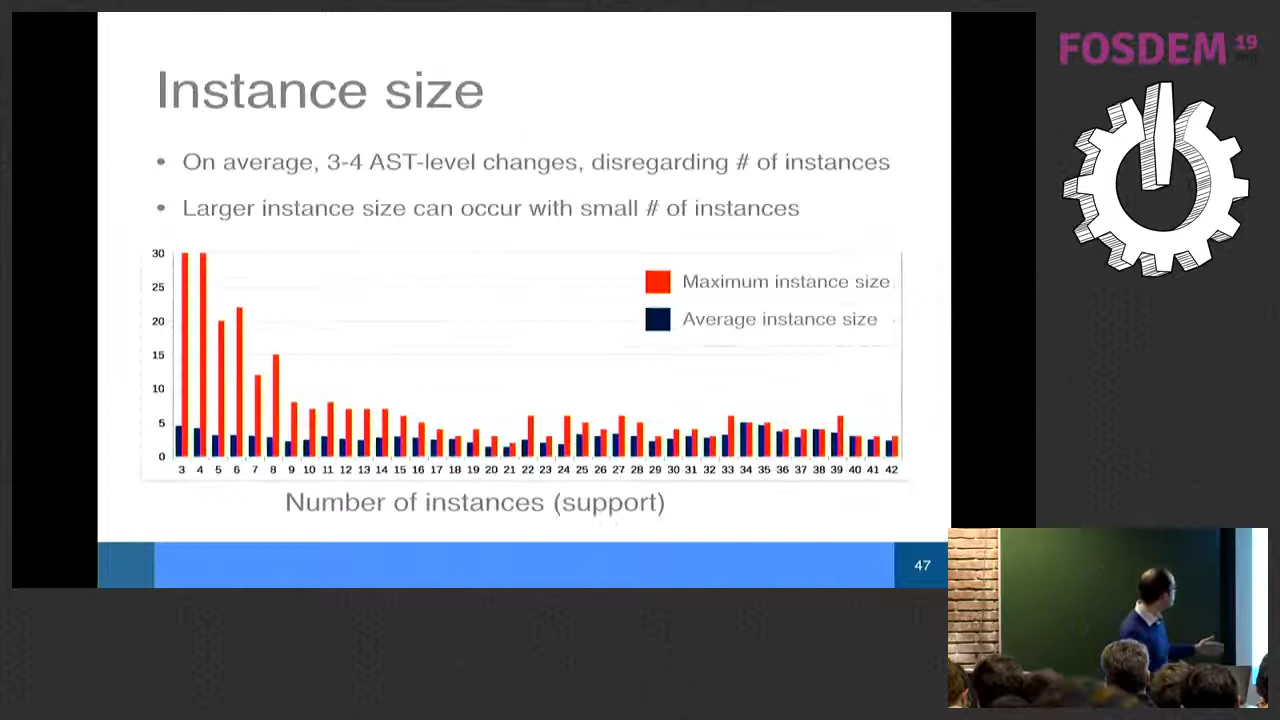 Instance size
• On average, 3-4 AST-level changes, disregarding # of instances
• Larger instance size can occur with small # of instances
30
25
20
15
10
5
0
Maximum instance size
Average instance size
3 4 5 6 7 8 9 10 11 12 13 14 15 16 17 18 19 20 21 22 23 24 25 26 27 28 29 30 31 32 33 34 35 36 37 38 39 40 41 42
Number of instances (support)
47
FOSDEM 19